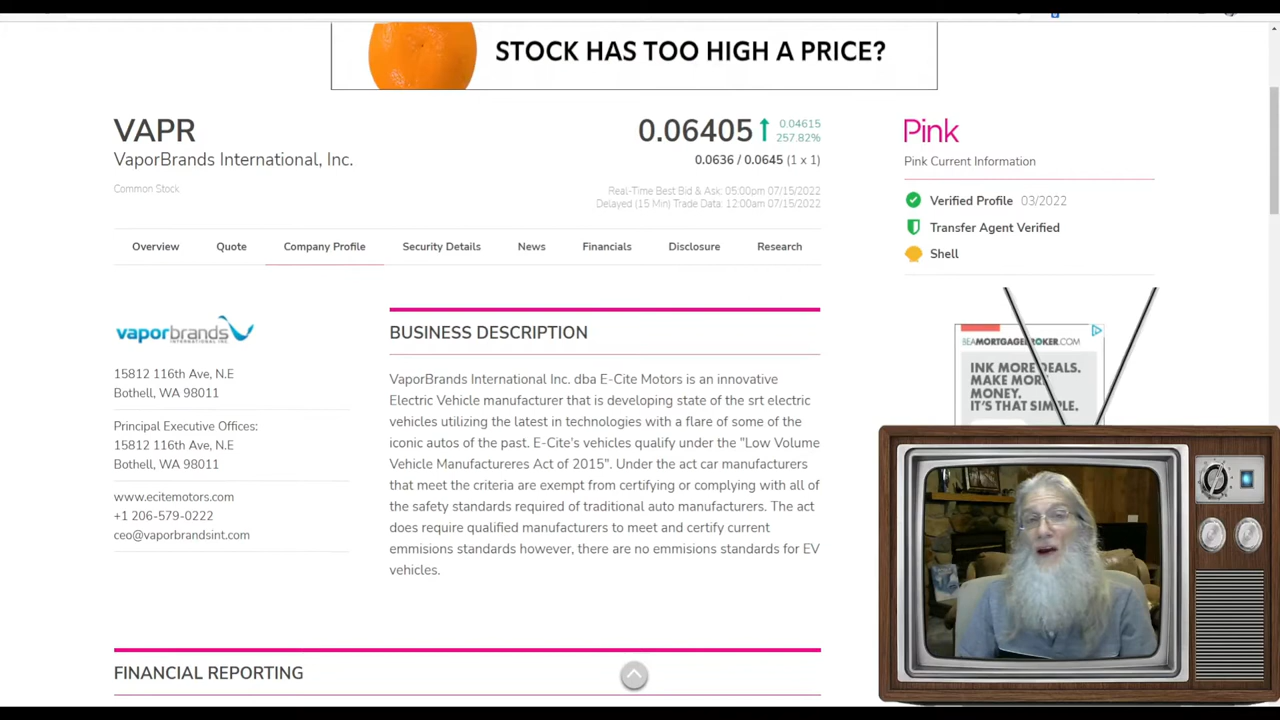 STOCK HAS TOO HIGH A PRICE?
VAPR
VaporBrands International, Inc.
Common Stock
0.06405
0.04615
257.82%
0.0636 / 0.0645 (1 x 1)
Real-Time Best Bid & Ask: 05:00pm 07/15/2022
Delayed (15 Min) Trade Data: 12:00am 07/15/2022
Pink
Pink Current Information
Verified Profile 03/2022
Transfer Agent Verified
Shell
Overview Quote Company Profile Security Details News Financials Disclosure Research
vaporbrands
INTERNATIONAL INC.
15812 116th Ave, N.E
Bothell, WA 98011
Principal Executive Offices:
15812 116th Ave, N.E
Bothell, WA 98011
www.ecitemotors.com
+1 206-579-0222
ceo@vaporbrandsint.com
BUSINESS DESCRIPTION
VaporBrands International Inc. dba E-Cite Motors is an innovative
Electric Vehicle manufacturer that is developing state of the srt electric
vehicles utilizing the latest in technologies with a flare of some of the
iconic autos of the past. E-Cite's vehicles qualify under the "Low Volume
Vehicle Manufactureres Act of 2015". Under the act car manufacturers
that meet the criteria are exempt from certifying or complying with all of
the safety standards required of traditional auto manufacturers. The act
does require qualified manufacturers to meet and certify current
emmisions standards however, there are no emmisions standards for EV
vehicles.
BEAMORTGAGEBROKER.COM
INK MORE DEALS.
MAKE MORE
MONEY.
IT'S THAT SIMPLE.
FINANCIAL REPORTING